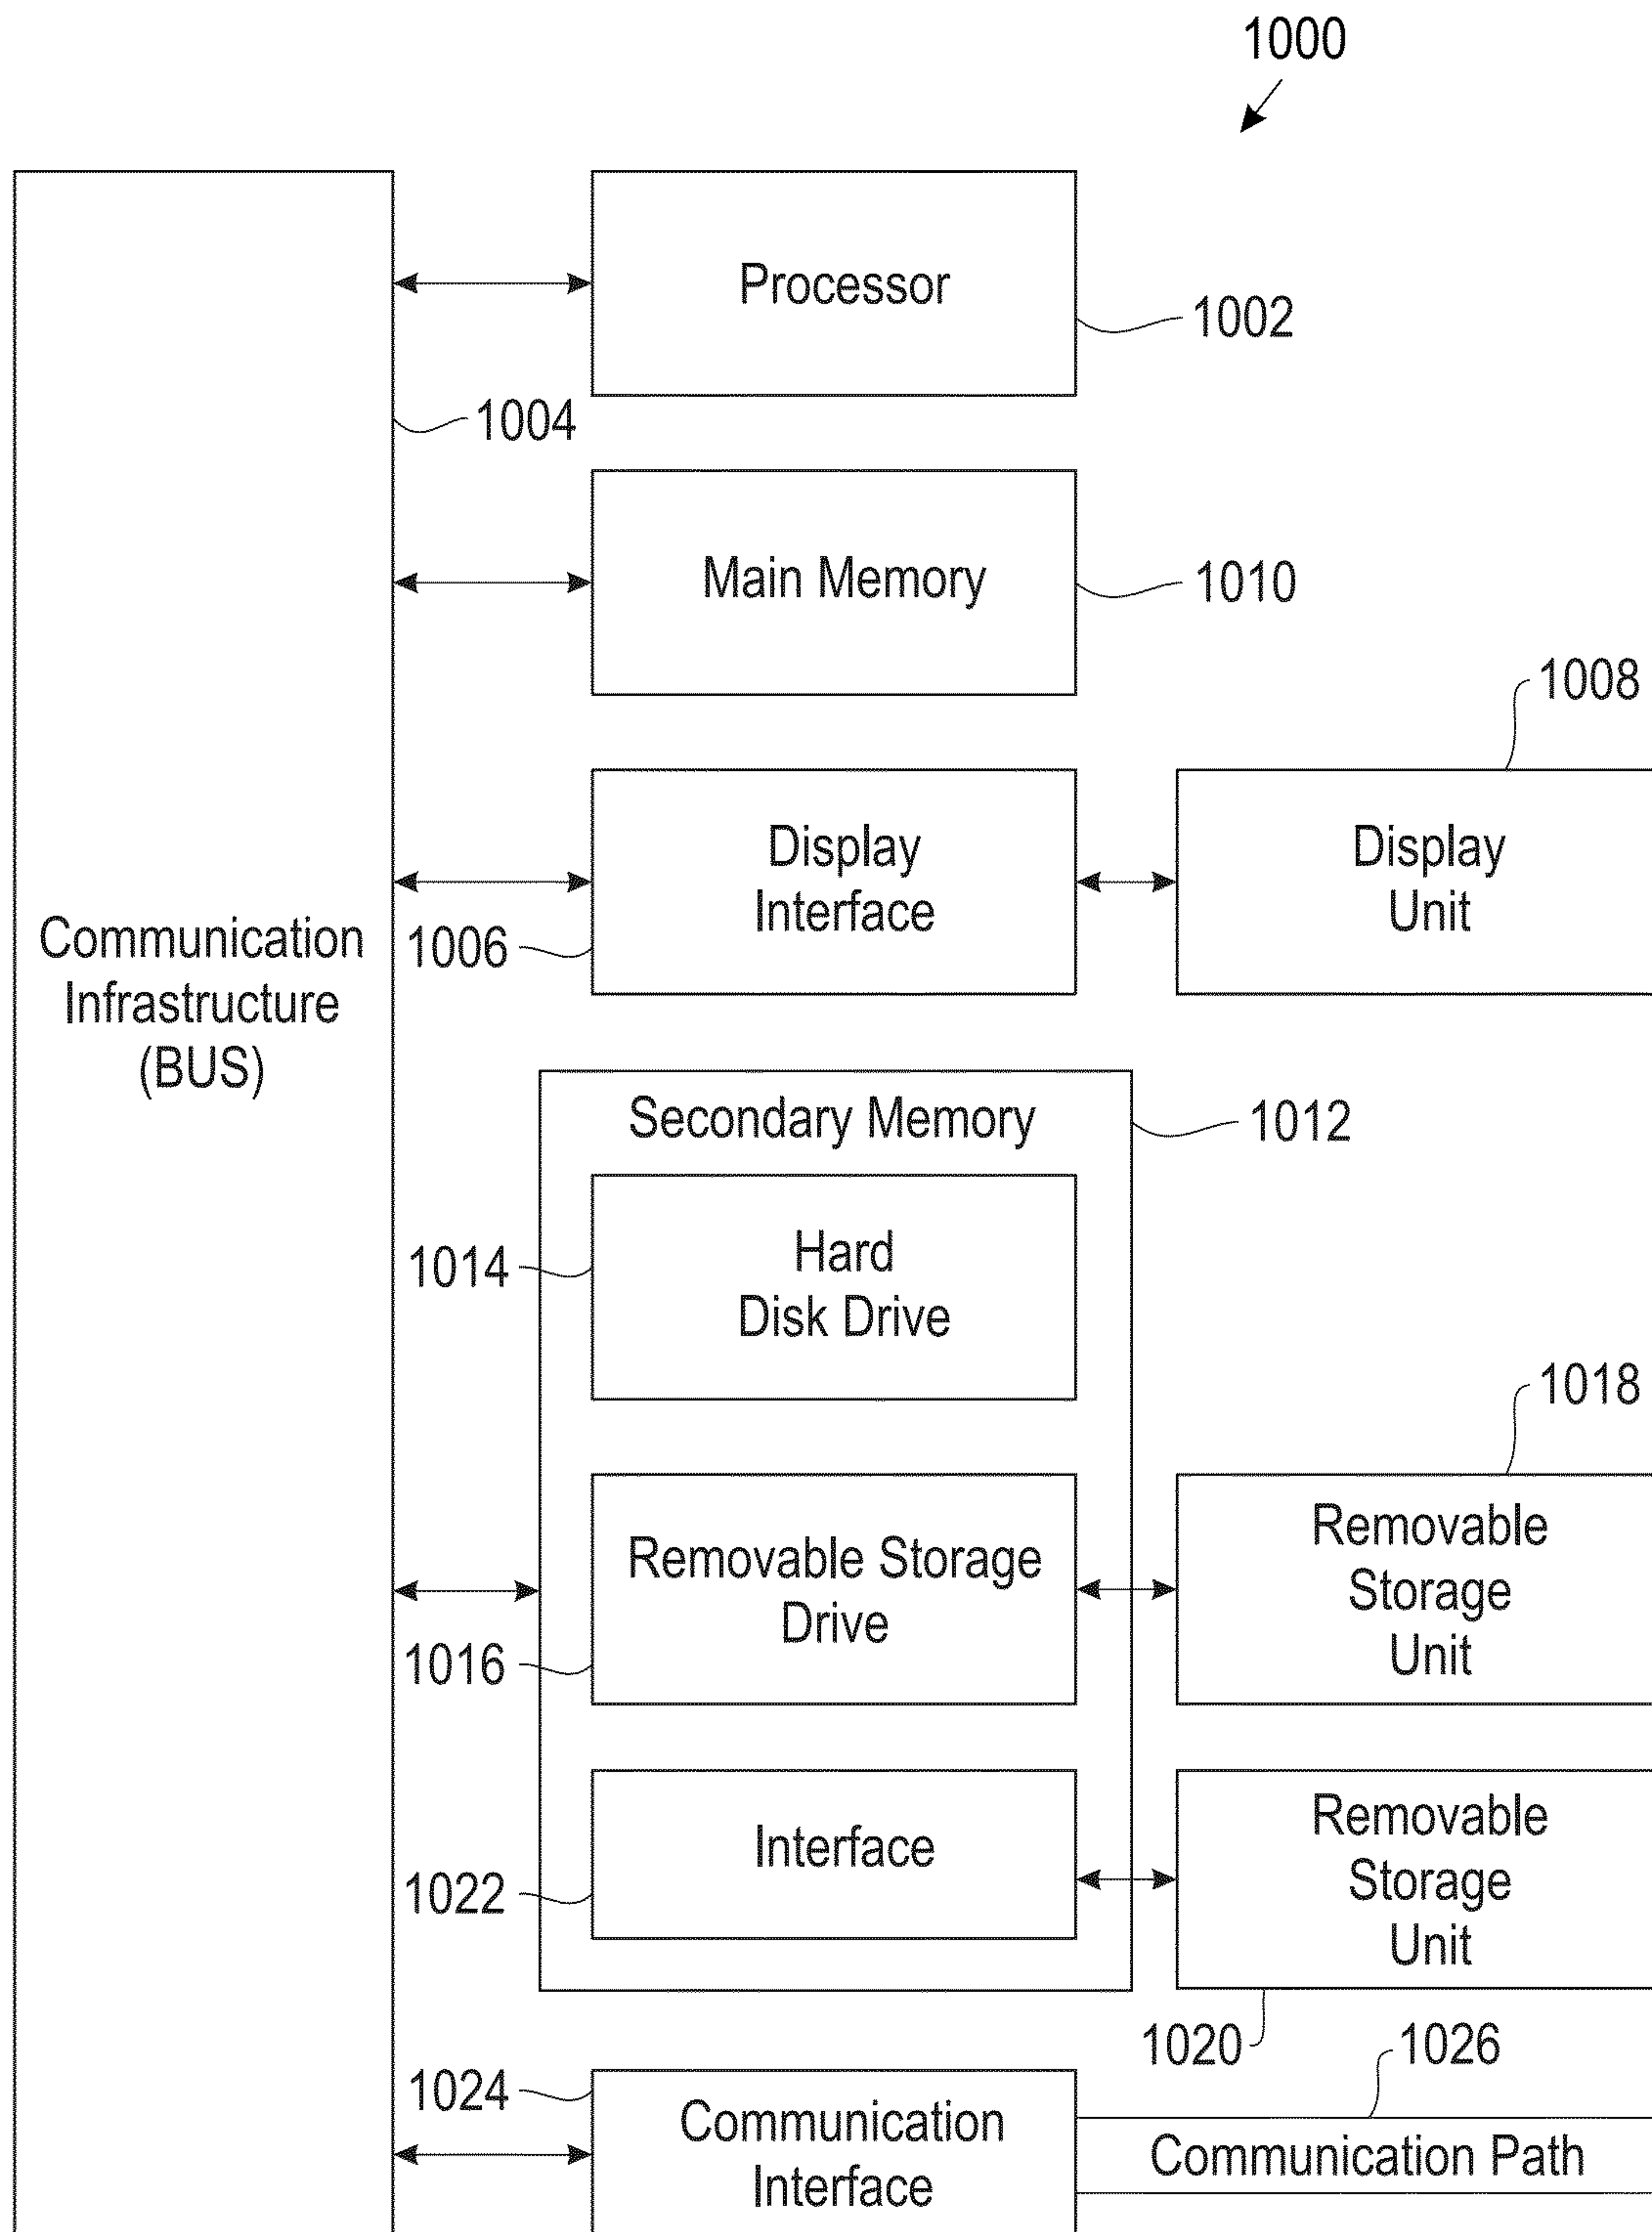 1000
Processor
1002
1004
Main Memory
1010
1008
Display
Interface
Display
Unit
1006
Communication
Infrastructure
(BUS)
Secondary Memory
1012
Hard
Disk Drive
1014
1018
Removable Storage
Drive
Removable
Storage
Unit
1016
Interface
Removable
Storage
Unit
1022
1020
1026
1024
Communication
Interface
Communication Path